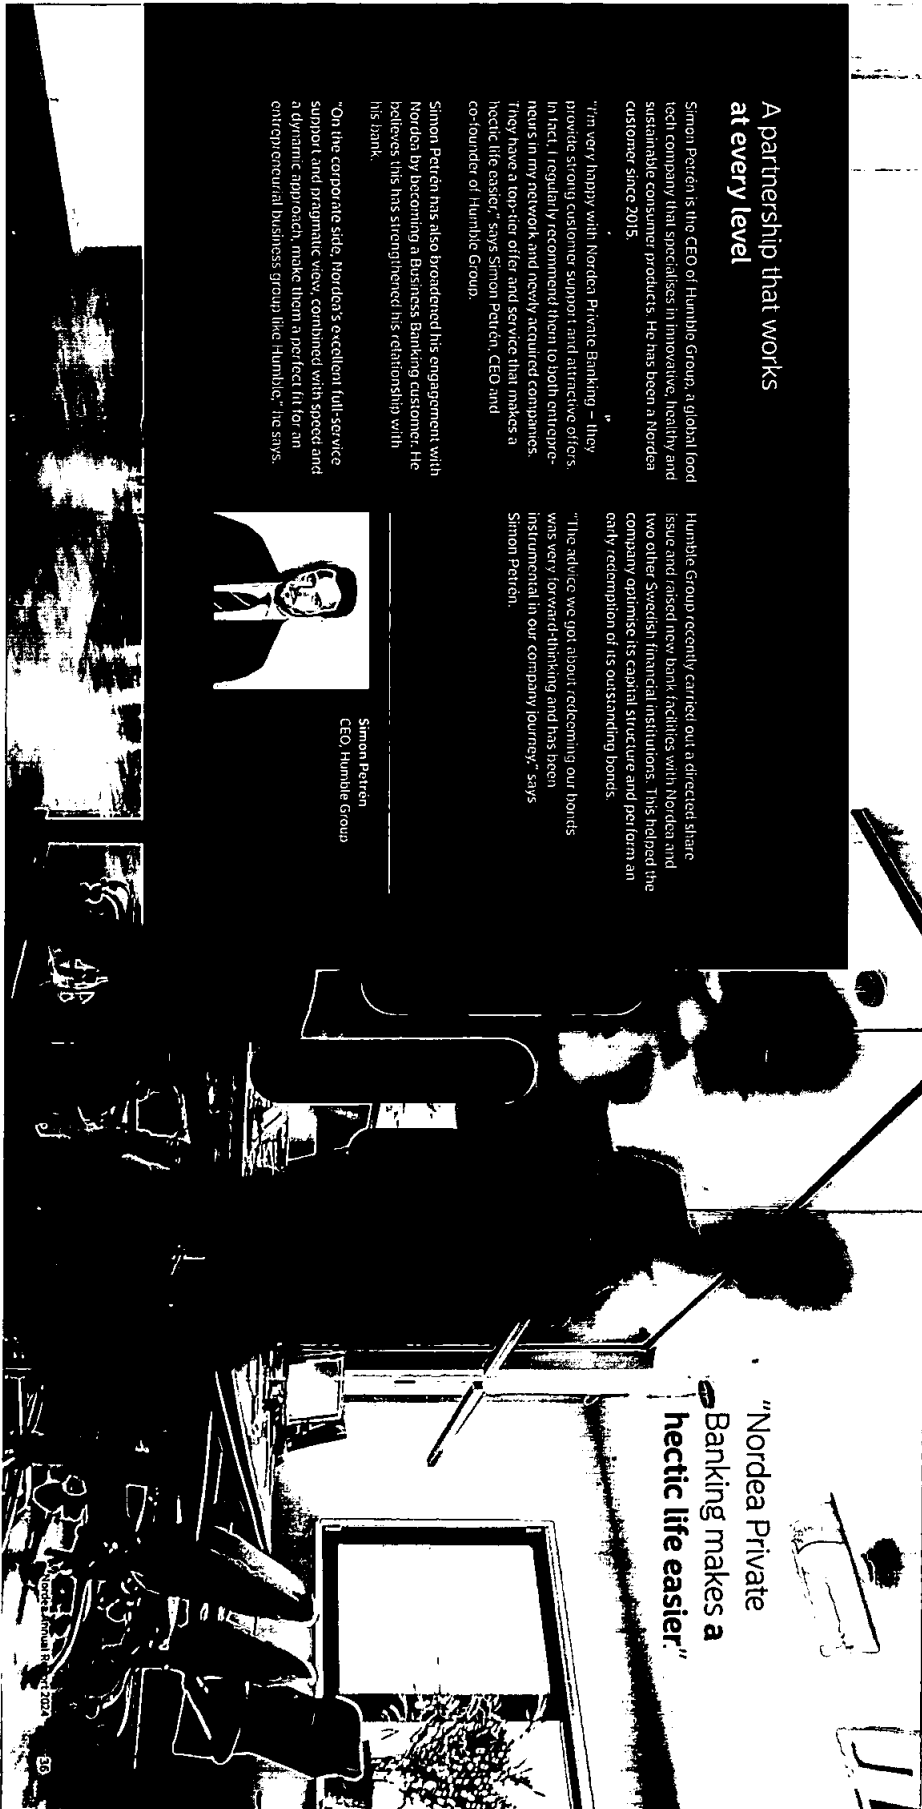 A partnership that works
at every level
Simon Petrén is the CEO of Humble Group, a global food
tech company that specialises in innovative, healthy and
sustainable consumer products. He has been a Nordea
customer since 2015.
"I'm very happy with Nordea Private Banking – they
provide strong customer support and attractive offers.
In fact, I regularly recommend them to both entrepre-
neurs in my network and newly acquired companies.
They have a top-tier offer and service that makes a
hectic life easier," says Simon Petrén, CEO and
co-founder of Humble Group.
Simon Petrén has also broadened his engagement with
Nordea by becoming a Business Banking customer. He
believes this has strengthened his relationship with
his bank.
"On the corporate side, Nordea's excellent full-service
support and pragmatic view, combined with speed and
a dynamic approach, make them a perfect fit for an
entrepreneurial business group like Humble," he says.
Humble Group recently carried out a directed share
issue and raised new bank facilities with Nordea and
two other Swedish financial institutions. This helped the
company optimise its capital structure and perform an
early redemption of its outstanding bonds.
"The advice we got about redeeming our bonds
was very forward-thinking and has been
instrumental in our company journey," says
Simon Petrén.
Simon Petrén
CEO, Humble Group
"Nordea Private
Banking makes a
hectic life easier."
Nordea Annual Report 2024
36